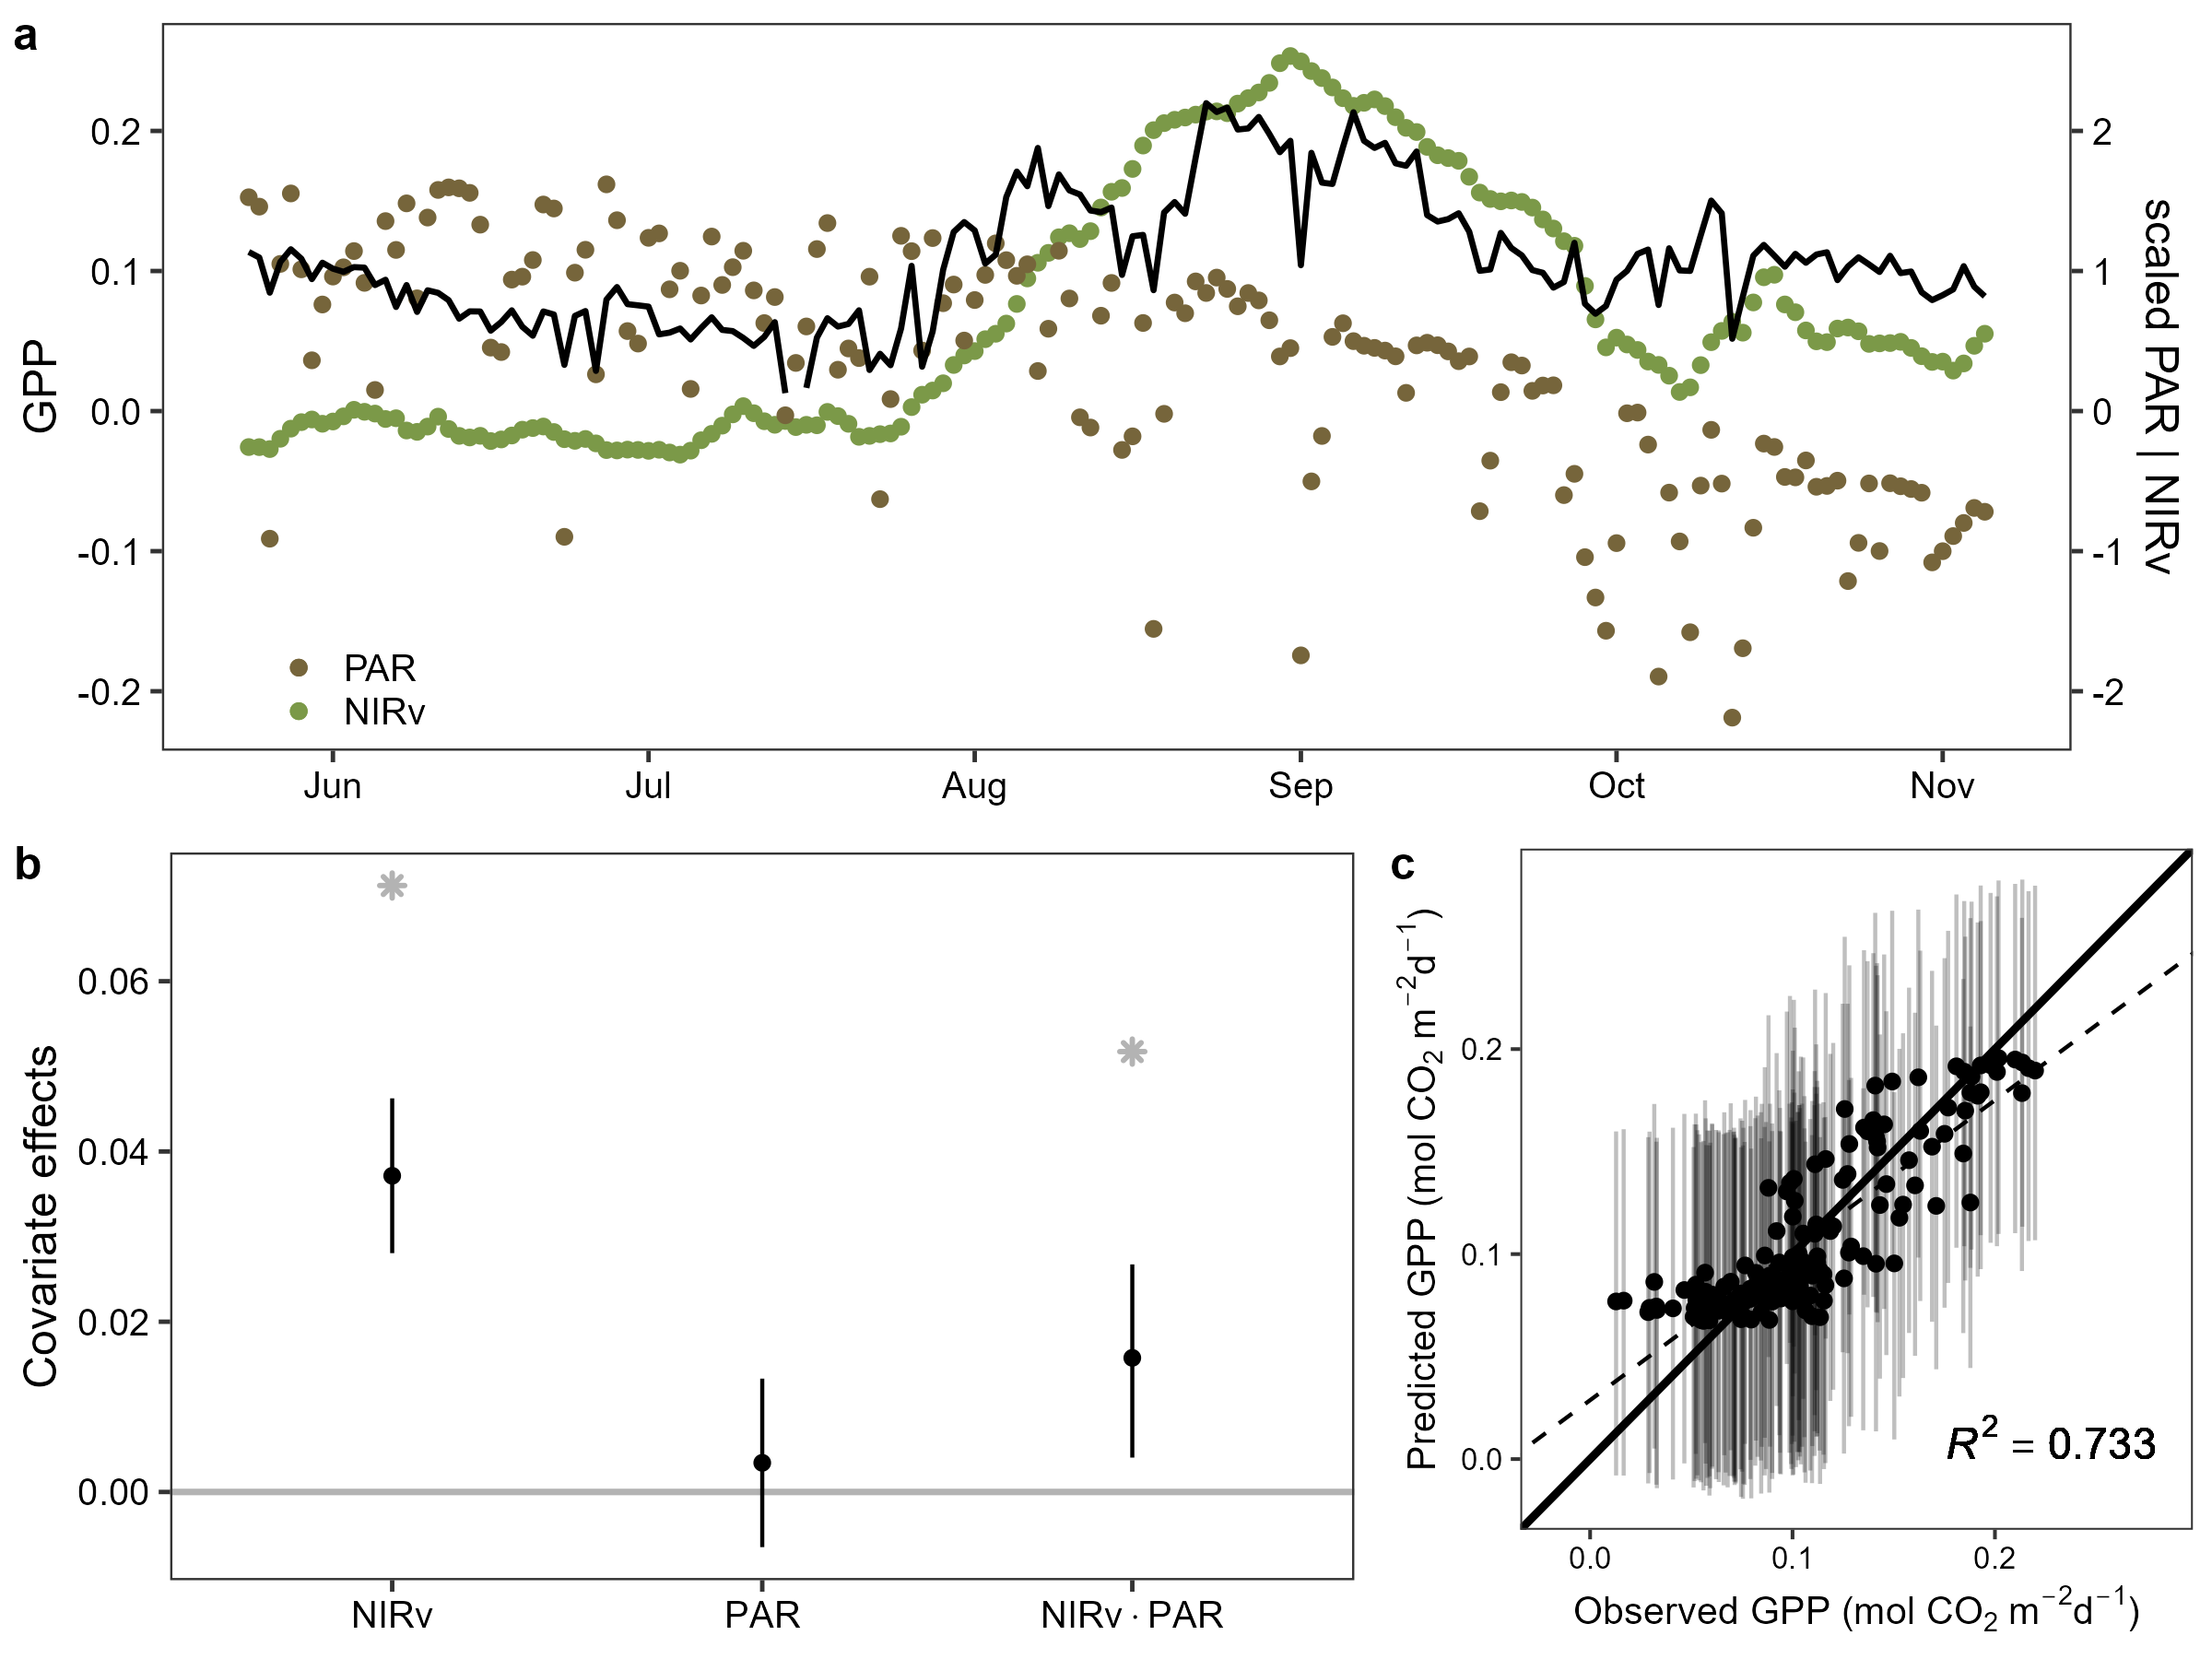 a
GPP
0.2
0.1
0.0
-0.1
-0.2
2
1
0
-1
-2
scaled PAR | NIRv
PAR
NIRv
Jun Jul Aug Sep Oct Nov
b
Covariate effects
0.06
0.04
0.02
0.00
NIRv PAR NIRv · PAR
c
Predicted GPP (mol CO₂ m⁻²d⁻¹)
0.2
0.1
0.0
R² = 0.733
0.0 0.1 0.2
Observed GPP (mol CO₂ m⁻²d⁻¹)